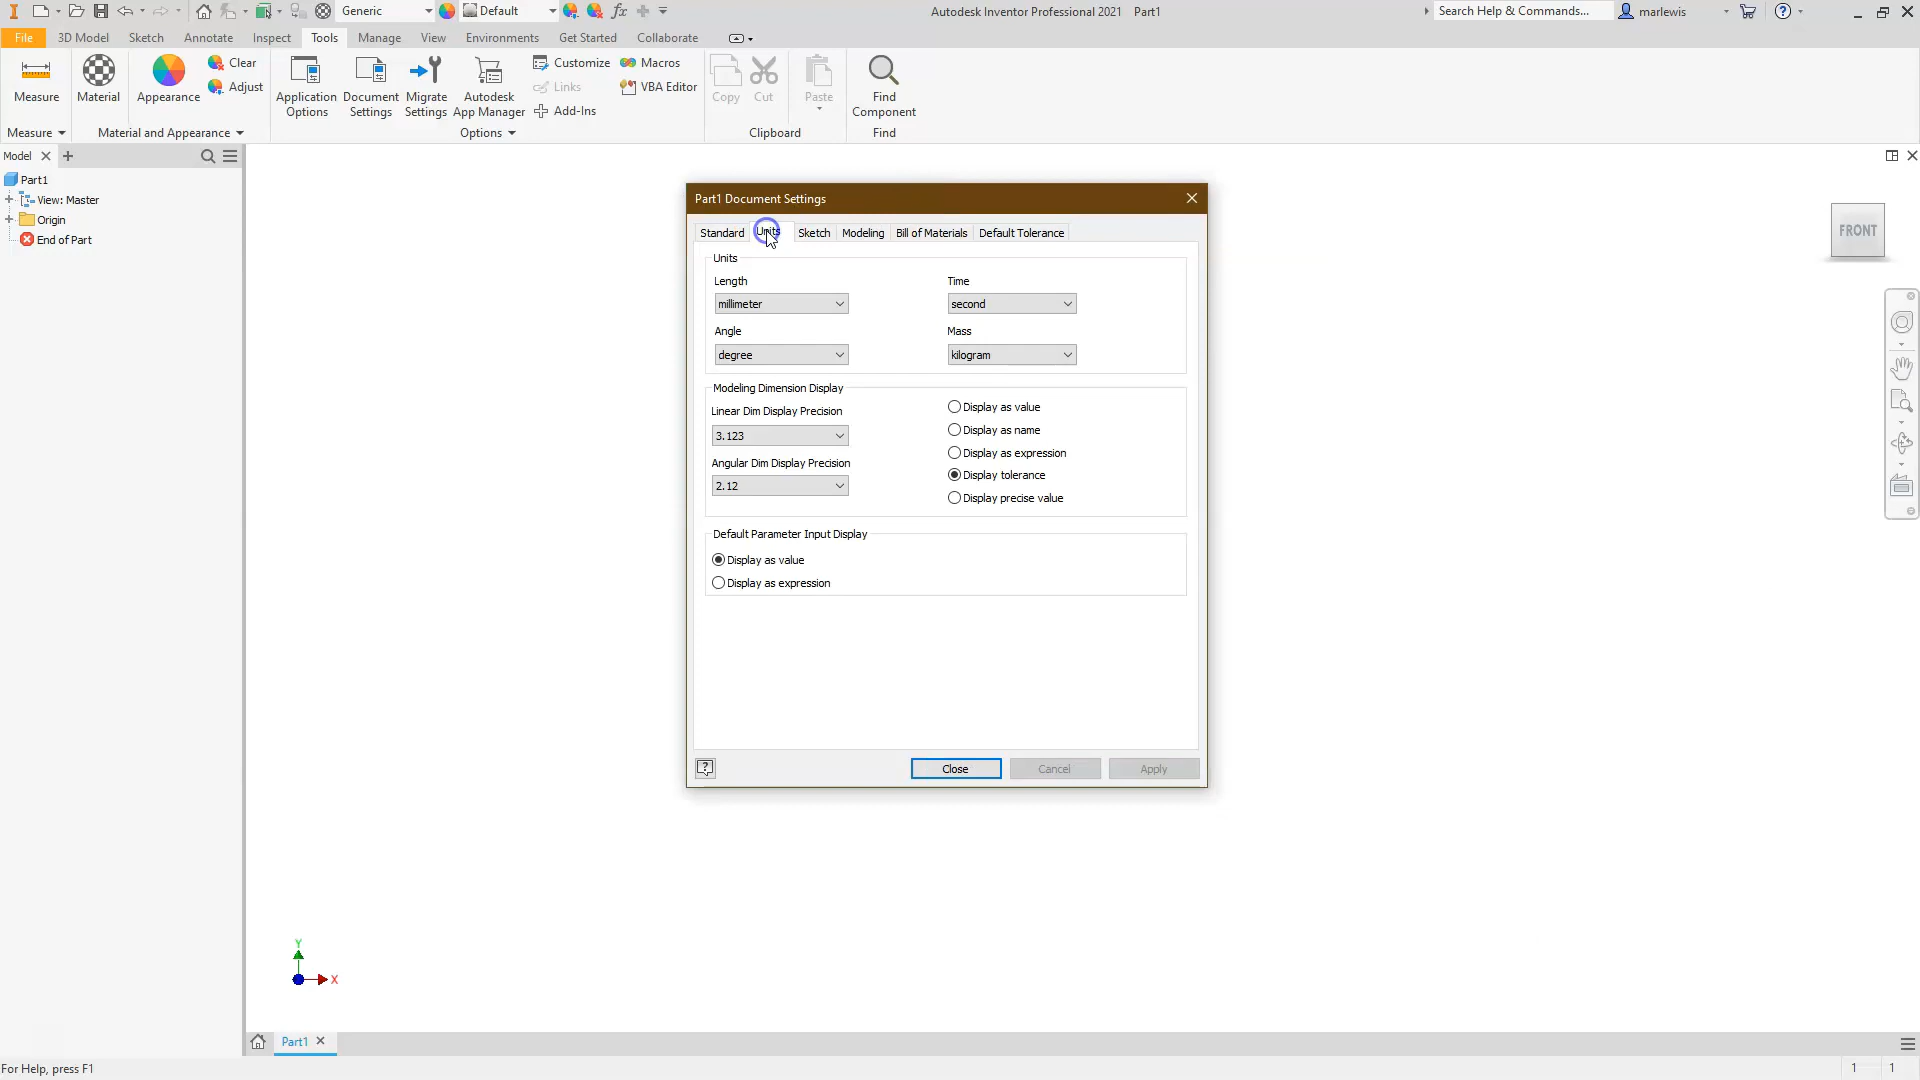 Generic
Default
Autodesk Inventor Professional 2021 Part1
Search Help & Commands...
marlewis
File
3D Model
Sketch
Annotate
Inspect
Tools
Manage
View
Environments
Get Started
Collaborate
Measure
Material
Appearance
Clear
Adjust
Application Options
Document Settings
Migrate Settings
Autodesk App Manager
Customize
Links
Add-Ins
Macros
VBA Editor
Copy
Cut
Paste
Find Component
Measure
Material and Appearance
Options
Clipboard
Find
Model
Part1
View: Master
Origin
End of Part
FRONT
Part1 Document Settings
Standard
Units
Sketch
Modeling
Bill of Materials
Default Tolerance
Units
Length
Time
millimeter
second
Angle
Mass
degree
kilogram
Modeling Dimension Display
Linear Dim Display Precision
3.123
Angular Dim Display Precision
2.12
Display as value
Display as name
Display as expression
Display tolerance
Display precise value
Default Parameter Input Display
Display as value
Display as expression
Close
Cancel
Apply
Y
X
Part1
For Help, press F1
1
1